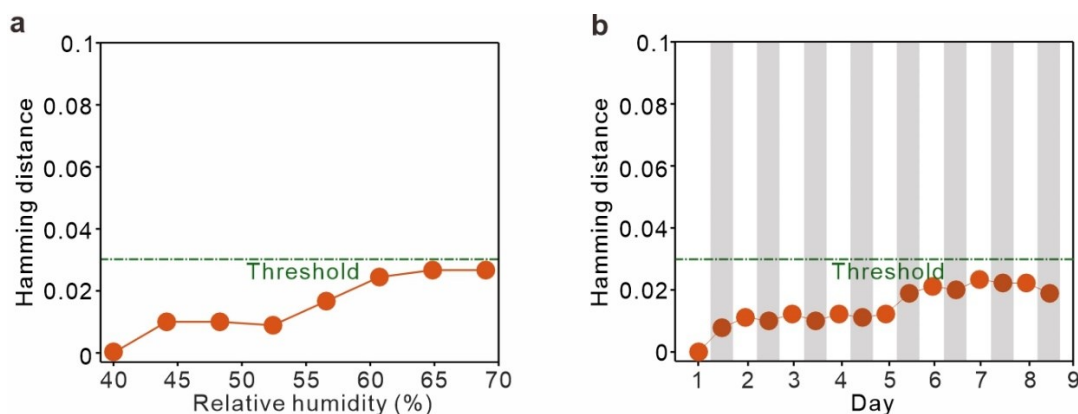 a
0.1
0.08
0.06
0.04
0.02
0
Hamming distance
Threshold
40 45 50 55 60 65 70
Relative humidity (%)
b
0.1
0.08
0.06
0.04
0.02
0
Hamming distance
Threshold
1 2 3 4 5 6 7 8 9
Day